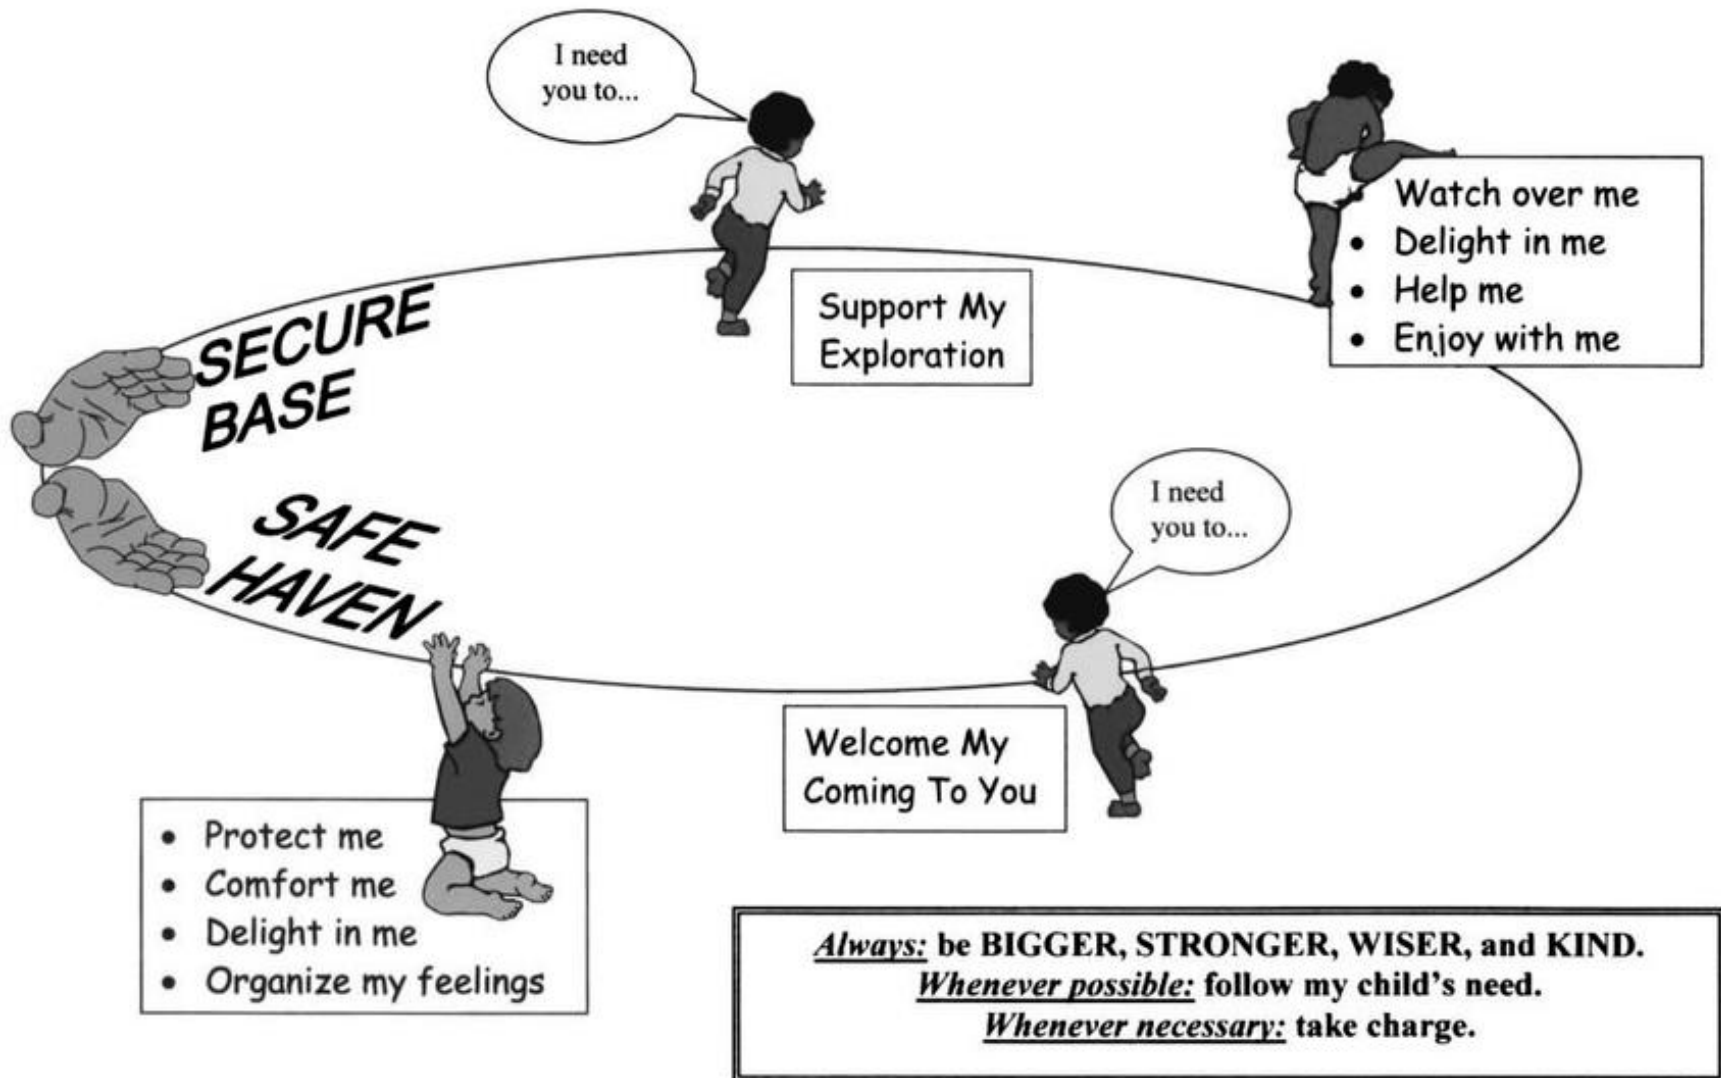 I need
you to...
• Watch over me
• Delight in me
• Help me
• Enjoy with me
Support My
Exploration
SECURE
BASE
SAFE
HAVEN
I need
you to...
Welcome My
Coming To You
• Protect me
• Comfort me
• Delight in me
• Organize my feelings
Always: be BIGGER, STRONGER, WISER, and KIND.
Whenever possible: follow my child's need.
Whenever necessary: take charge.